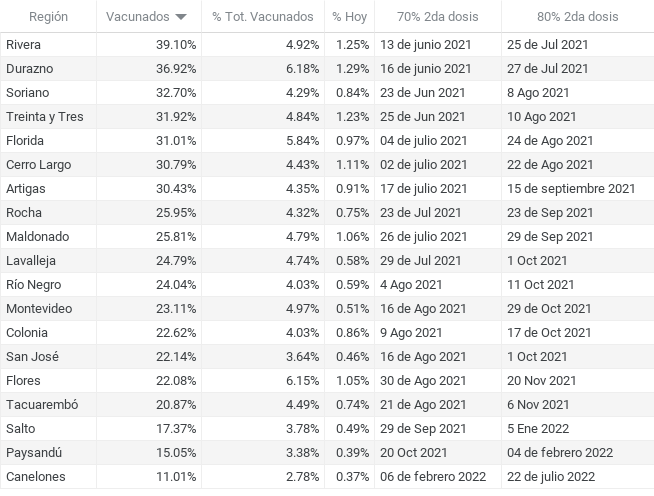 Región Vacunados % Tot. Vacunados % Hoy 70% 2da dosis 80% 2da dosis
Rivera 39.10% 4.92% 1.25% 13 de junio 2021 25 de Jul 2021
Durazno 36.92% 6.18% 1.29% 16 de junio 2021 27 de Jul 2021
Soriano 32.70% 4.29% 0.84% 23 de Jun 2021 8 Ago 2021
Treinta y Tres 31.92% 4.84% 1.23% 25 de Jun 2021 10 Ago 2021
Florida 31.01% 5.84% 0.97% 04 de julio 2021 24 de Ago 2021
Cerro Largo 30.79% 4.43% 1.11% 02 de julio 2021 22 de Ago 2021
Artigas 30.43% 4.35% 0.91% 17 de julio 2021 15 de septiembre 2021
Rocha 25.95% 4.32% 0.75% 23 de Jul 2021 23 de Sep 2021
Maldonado 25.81% 4.79% 1.06% 26 de julio 2021 29 de Sep 2021
Lavalleja 24.79% 4.74% 0.58% 29 de Jul 2021 1 Oct 2021
Río Negro 24.04% 4.03% 0.59% 4 Ago 2021 11 Oct 2021
Montevideo 23.11% 4.97% 0.51% 16 de Ago 2021 29 de Oct 2021
Colonia 22.62% 4.03% 0.86% 9 Ago 2021 17 de Oct 2021
San José 22.14% 3.64% 0.46% 16 de Ago 2021 1 Oct 2021
Flores 22.08% 6.15% 1.05% 30 de Ago 2021 20 Nov 2021
Tacuarembó 20.87% 4.49% 0.74% 21 de Ago 2021 6 Nov 2021
Salto 17.37% 3.78% 0.49% 29 de Sep 2021 5 Ene 2022
Paysandú 15.05% 3.38% 0.39% 20 Oct 2021 04 de febrero 2022
Canelones 11.01% 2.78% 0.37% 06 de febrero 2022 22 de julio 2022